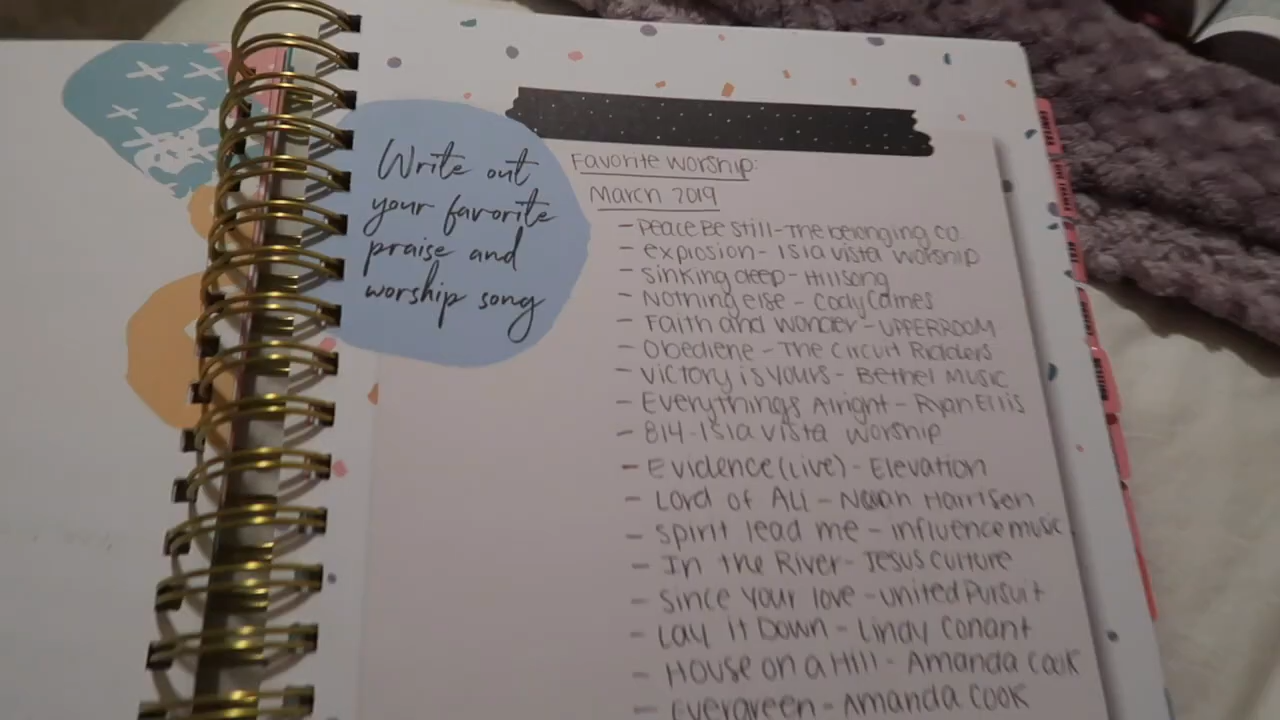 Write out
your favorite
praise and
worship song
Favorite worship:
March 2019
- Peace Be Still - The belonging co.
- explosion - Isla vista worship
- sinking deep - Hillsong
- Nothing else - Cody Carnes
- Faith and wonder - UPPERROOM
- Obediene - The Circuit Ridders
- victory is yours - Bethel Music
- Everythings Alright - Ryan Ellis
- 814 - Isla vista worship
- Evidence (live) - Elevation
- Lord of All - Harrisen
- spirit lead me - influence music
- In the River - Jesus culture
- since your love - united pursuit
- Lay it Down - Lindy Conant
- House on a Hill - Amanda Cook
- Evergreen - Amanda Cook